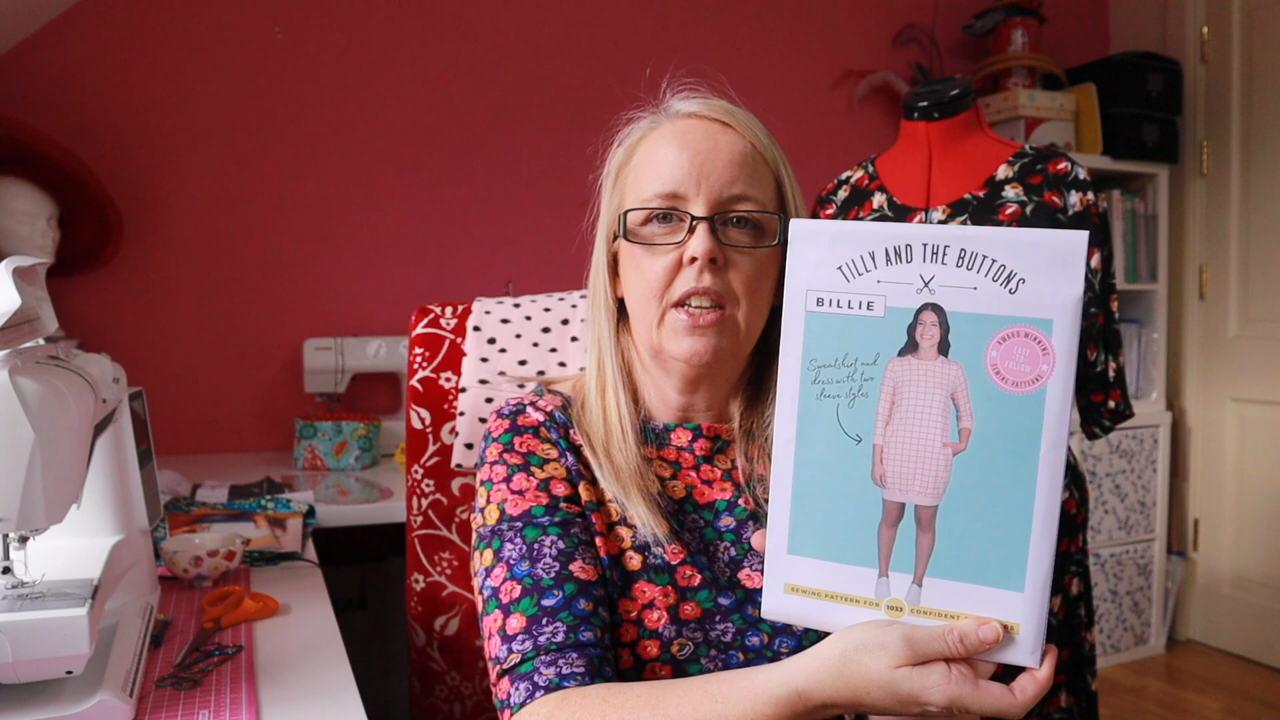 TILLY AND THE BUTTONS
BILLIE
Sweatshirt and
dress with two
sleeve styles
AWARD WINNING
EASY
-TO-
FOLLOW
SEWING PATTERNS
SEWING PATTERN FOR 1033 CONFIDENT